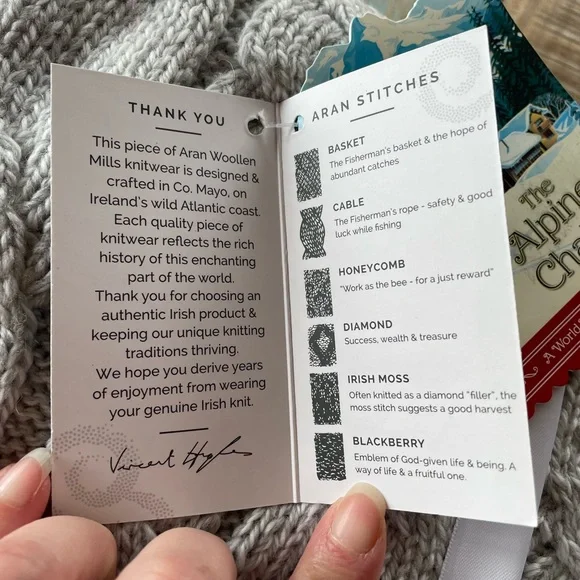 THANK YOU
This piece of Aran Woollen
Mills knitwear is designed &
crafted in Co. Mayo, on
Ireland's wild Atlantic coast.
Each quality piece of
knitwear reflects the rich
history of this enchanting
part of the world.
Thank you for choosing an
authentic Irish product &
keeping our unique knitting
traditions thriving.
We hope you derive years
of enjoyment from wearing
your genuine Irish knit.
Vincent Hughes
ARAN STITCHES
BASKET
The Fisherman's basket & the hope of
abundant catches
CABLE
The Fisherman's rope - safety & good
luck while fishing
HONEYCOMB
"Work as the bee - for a just reward"
DIAMOND
Success, wealth & treasure
IRISH MOSS
Often knitted as a diamond "filler", the
moss stitch suggests a good harvest
BLACKBERRY
Emblem of God-given life & being. A
way of life & a fruitful one.
The
Alpine
A World